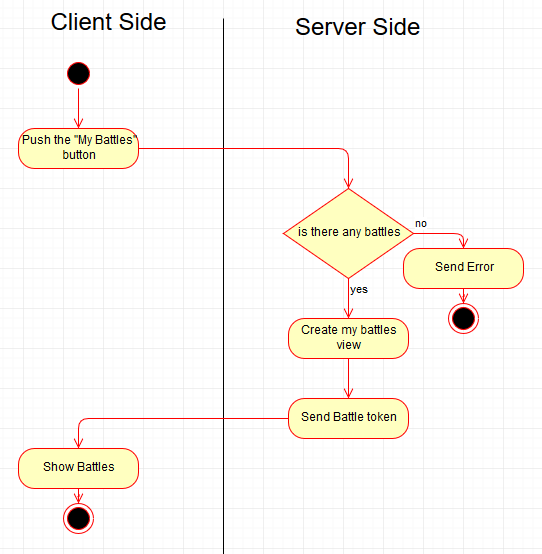 Client Side
Server Side
Push the "My Battles"
button
is there any battles
no
Send Error
yes
Create my battles
view
Send Battle token
Show Battles